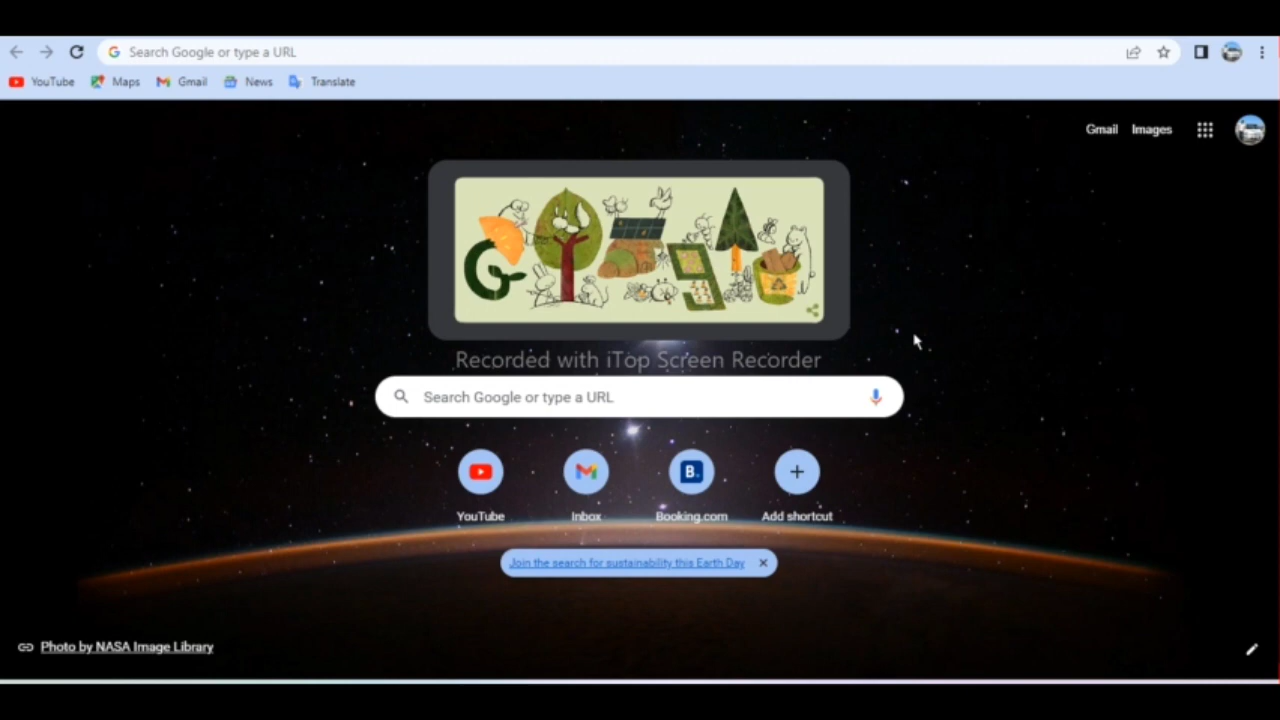 Search Google or type a URL
YouTube Maps Gmail News Translate
Gmail Images
Recorded with iTop Screen Recorder
Search Google or type a URL
YouTube Inbox Booking.com Add shortcut
Join the search for sustainability this Earth Day
Photo by NASA Image Library